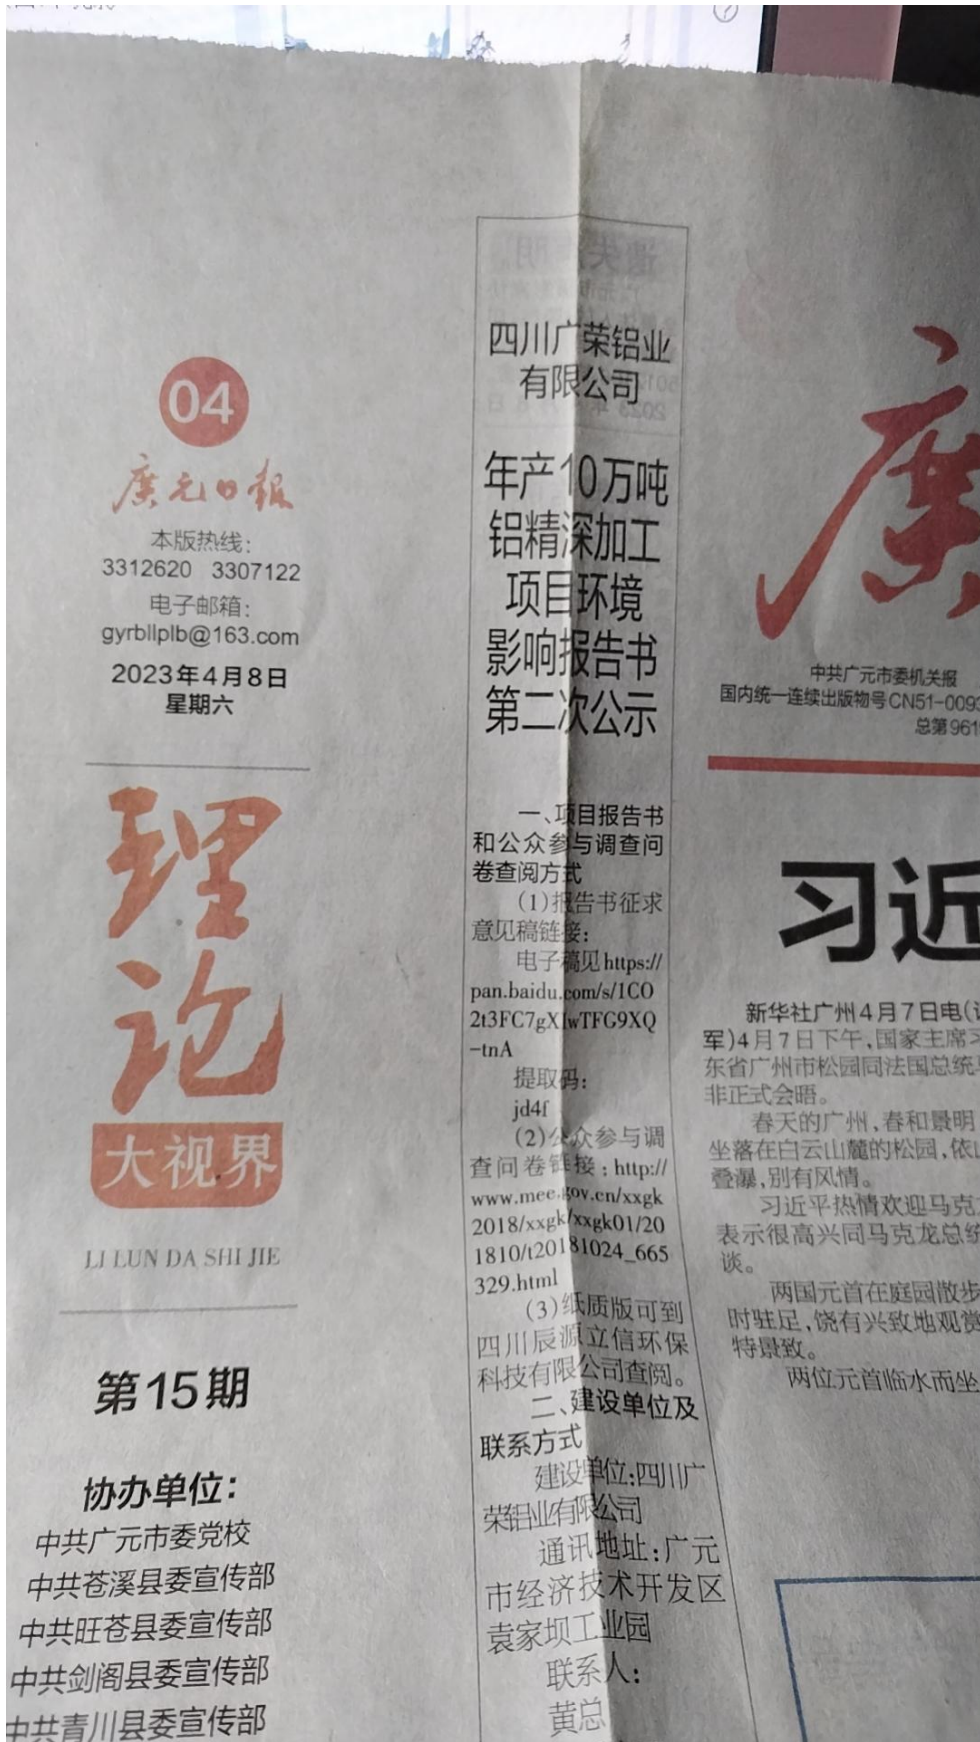 04
廣元日報
本版热线：
3312620 3307122
电子邮箱：
gyrbllplb@163.com
2023年4月8日
星期六
理论
大视界
LI LUN DA SHI JIE
第15期
协办单位：
中共广元市委党校
中共苍溪县委宣传部
中共旺苍县委宣传部
中共剑阁县委宣传部
中共青川县委宣传部
四川广荣铝业
有限公司
年产10万吨
铝精深加工
项目环境
影响报告书
第二次公示
一、项目报告书
和公众参与调查问
卷查阅方式
（1）报告书征求
意见稿链接：
电子稿见https://
pan.baidu.com/s/1CO
2t3FC7gXIwTFG9XQ
-tnA
提取码：
jd4f
（2）公众参与调
查问卷链接：http://
www.mee.gov.cn/xxgk
2018/xxgk/xxgk01/20
1810/t20181024_665
329.html
（3）纸质版可到
四川辰源立信环保
科技有限公司查阅。
二、建设单位及
联系方式
建设单位：四川广
荣铝业有限公司
通讯地址：广元
市经济技术开发区
袁家坝工业园
联系人：
黄总
廣
中共广元市委机关报
国内统一连续出版物号CN51-0093
总第961
习近
新华社广州4月7日电（
军）4月7日下午，国家主席习
东省广州市松园同法国总统
非正式会晤。
春天的广州，春和景明
坐落在白云山麓的松园，依山
叠瀑，别有风情。
习近平热情欢迎马克
表示很高兴同马克龙总统
谈。
两国元首在庭园散步
时驻足，饶有兴致地观赏
特景致。
两位元首临水而坐